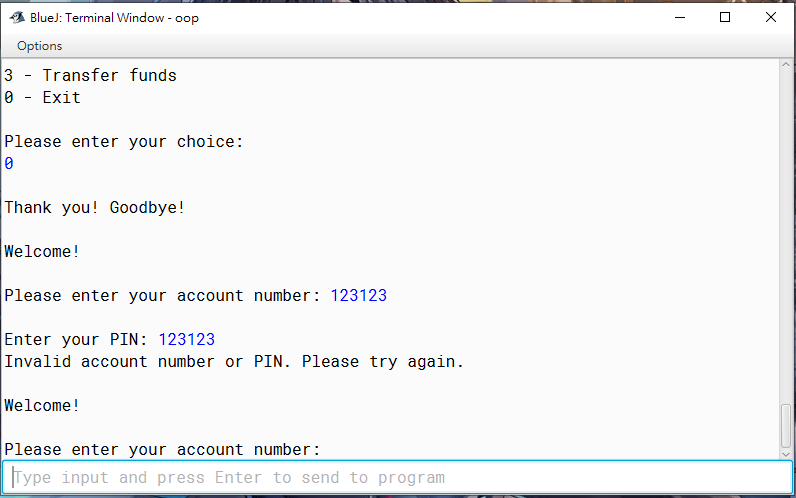 BlueJ: Terminal Window - oop
Options
3 - Transfer funds
0 - Exit
Please enter your choice:
0
Thank you! Goodbye!
Welcome!
Please enter your account number: 123123
Enter your PIN: 123123
Invalid account number or PIN. Please try again.
Welcome!
Please enter your account number:
Type input and press Enter to send to program